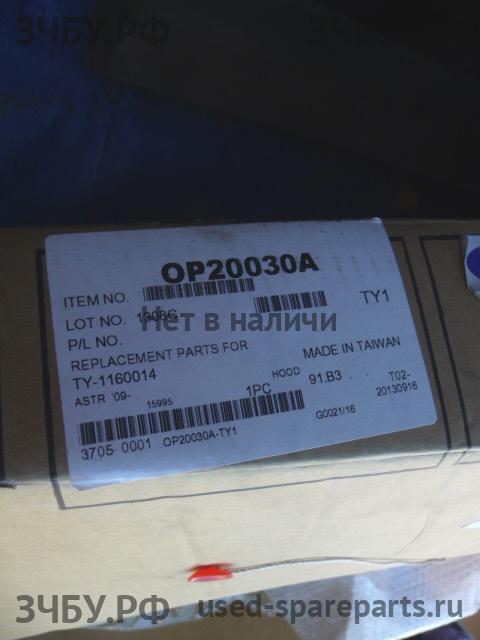 ЗЧБУ.РФ
OP20030A
ITEM NO.
LOT NO. 1308G
TY1
Нет в наличи
P/L NO.
REPLACEMENT PARTS FOR
MADE IN TAIWAN
TY-1160014
HOOD 91.B3 . . T02-
ASTR '09- 15995 1PC 20130916
G0021/16
3705 0001 OP20030A-TY1
ЗЧБУ.РФ used-spareparts.ru